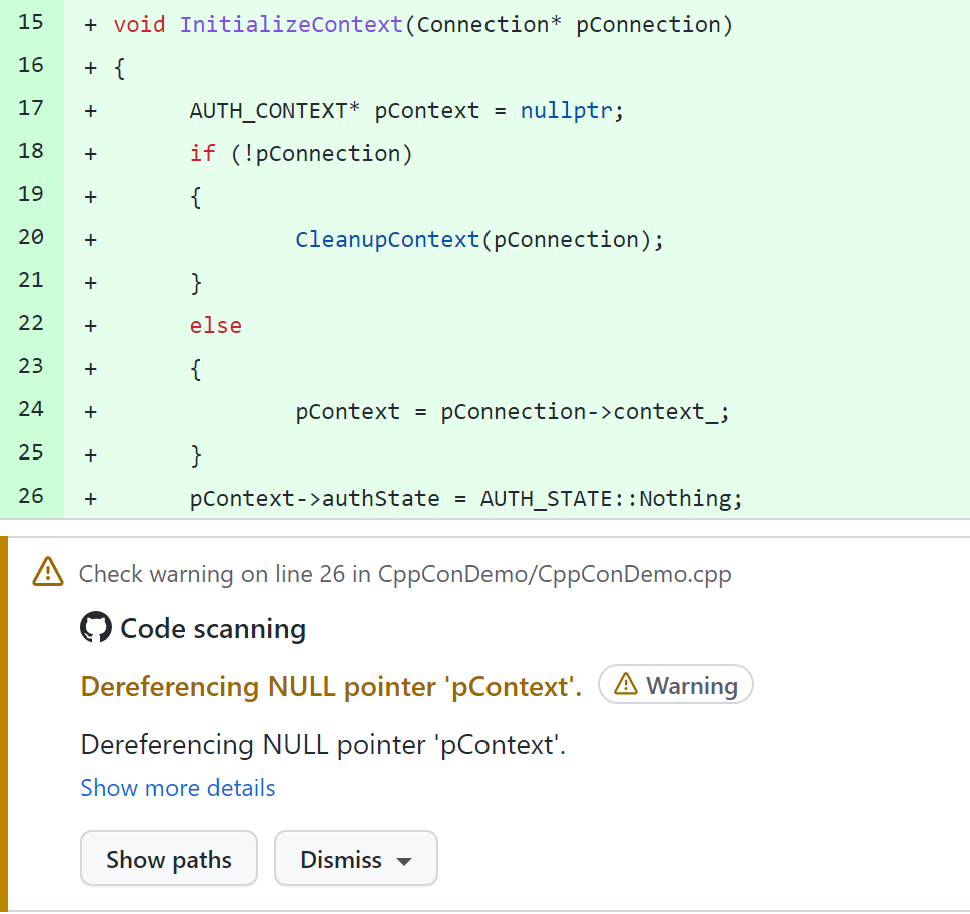 15 + void InitializeContext(Connection* pConnection)
16 + {
17 + AUTH_CONTEXT* pContext = nullptr;
18 + if (!pConnection)
19 + {
20 + CleanupContext(pConnection);
21 + }
22 + else
23 + {
24 + pContext = pConnection->context_;
25 + }
26 + pContext->authState = AUTH_STATE::Nothing;
Check warning on line 26 in CppConDemo/CppConDemo.cpp
Code scanning
Dereferencing NULL pointer 'pContext'. Warning
Dereferencing NULL pointer 'pContext'.
Show more details
Show paths Dismiss